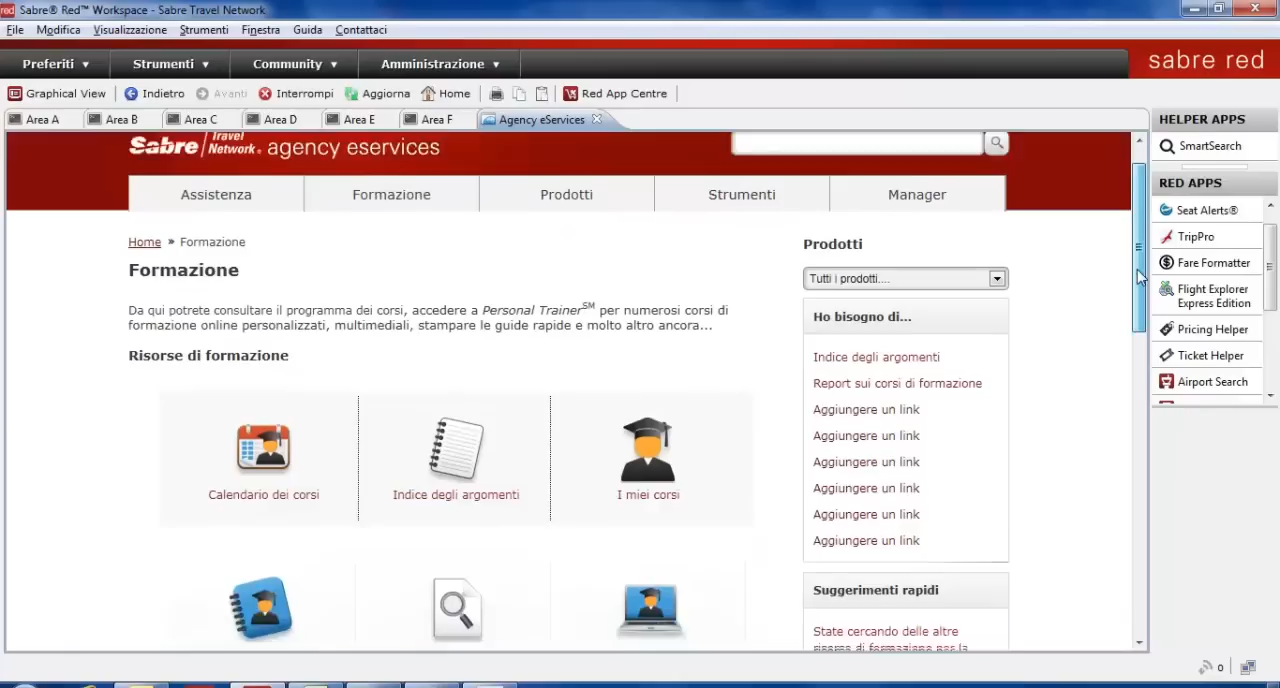 red Sabre® Red™ Workspace - Sabre Travel Network
File Modifica Visualizzazione Strumenti Finestra Guida Contattaci
Preferiti Strumenti Community Amministrazione sabre red
Graphical View Indietro Avanti Interrompi Aggiorna Home Red App Centre
Area A Area B Area C Area D Area E Area F Agency eServices
HELPER APPS
SmartSearch
RED APPS
Seat Alerts®
TripPro
Fare Formatter
Flight Explorer
Express Edition
Pricing Helper
Ticket Helper
Airport Search
Sabre Travel Network® agency eservices
Assistenza Formazione Prodotti Strumenti Manager
Home » Formazione
Formazione
Da qui potrete consultare il programma dei corsi, accedere a Personal Trainer℠ per numerosi corsi di
formazione online personalizzati, multimediali, stampare le guide rapide e molto altro ancora...
Risorse di formazione
Calendario dei corsi Indice degli argomenti I miei corsi
Prodotti
Tutti i prodotti....
Ho bisogno di...
Indice degli argomenti
Report sui corsi di formazione
Aggiungere un link
Aggiungere un link
Aggiungere un link
Aggiungere un link
Aggiungere un link
Aggiungere un link
Suggerimenti rapidi
State cercando delle altre
risorse di formazione per la
0